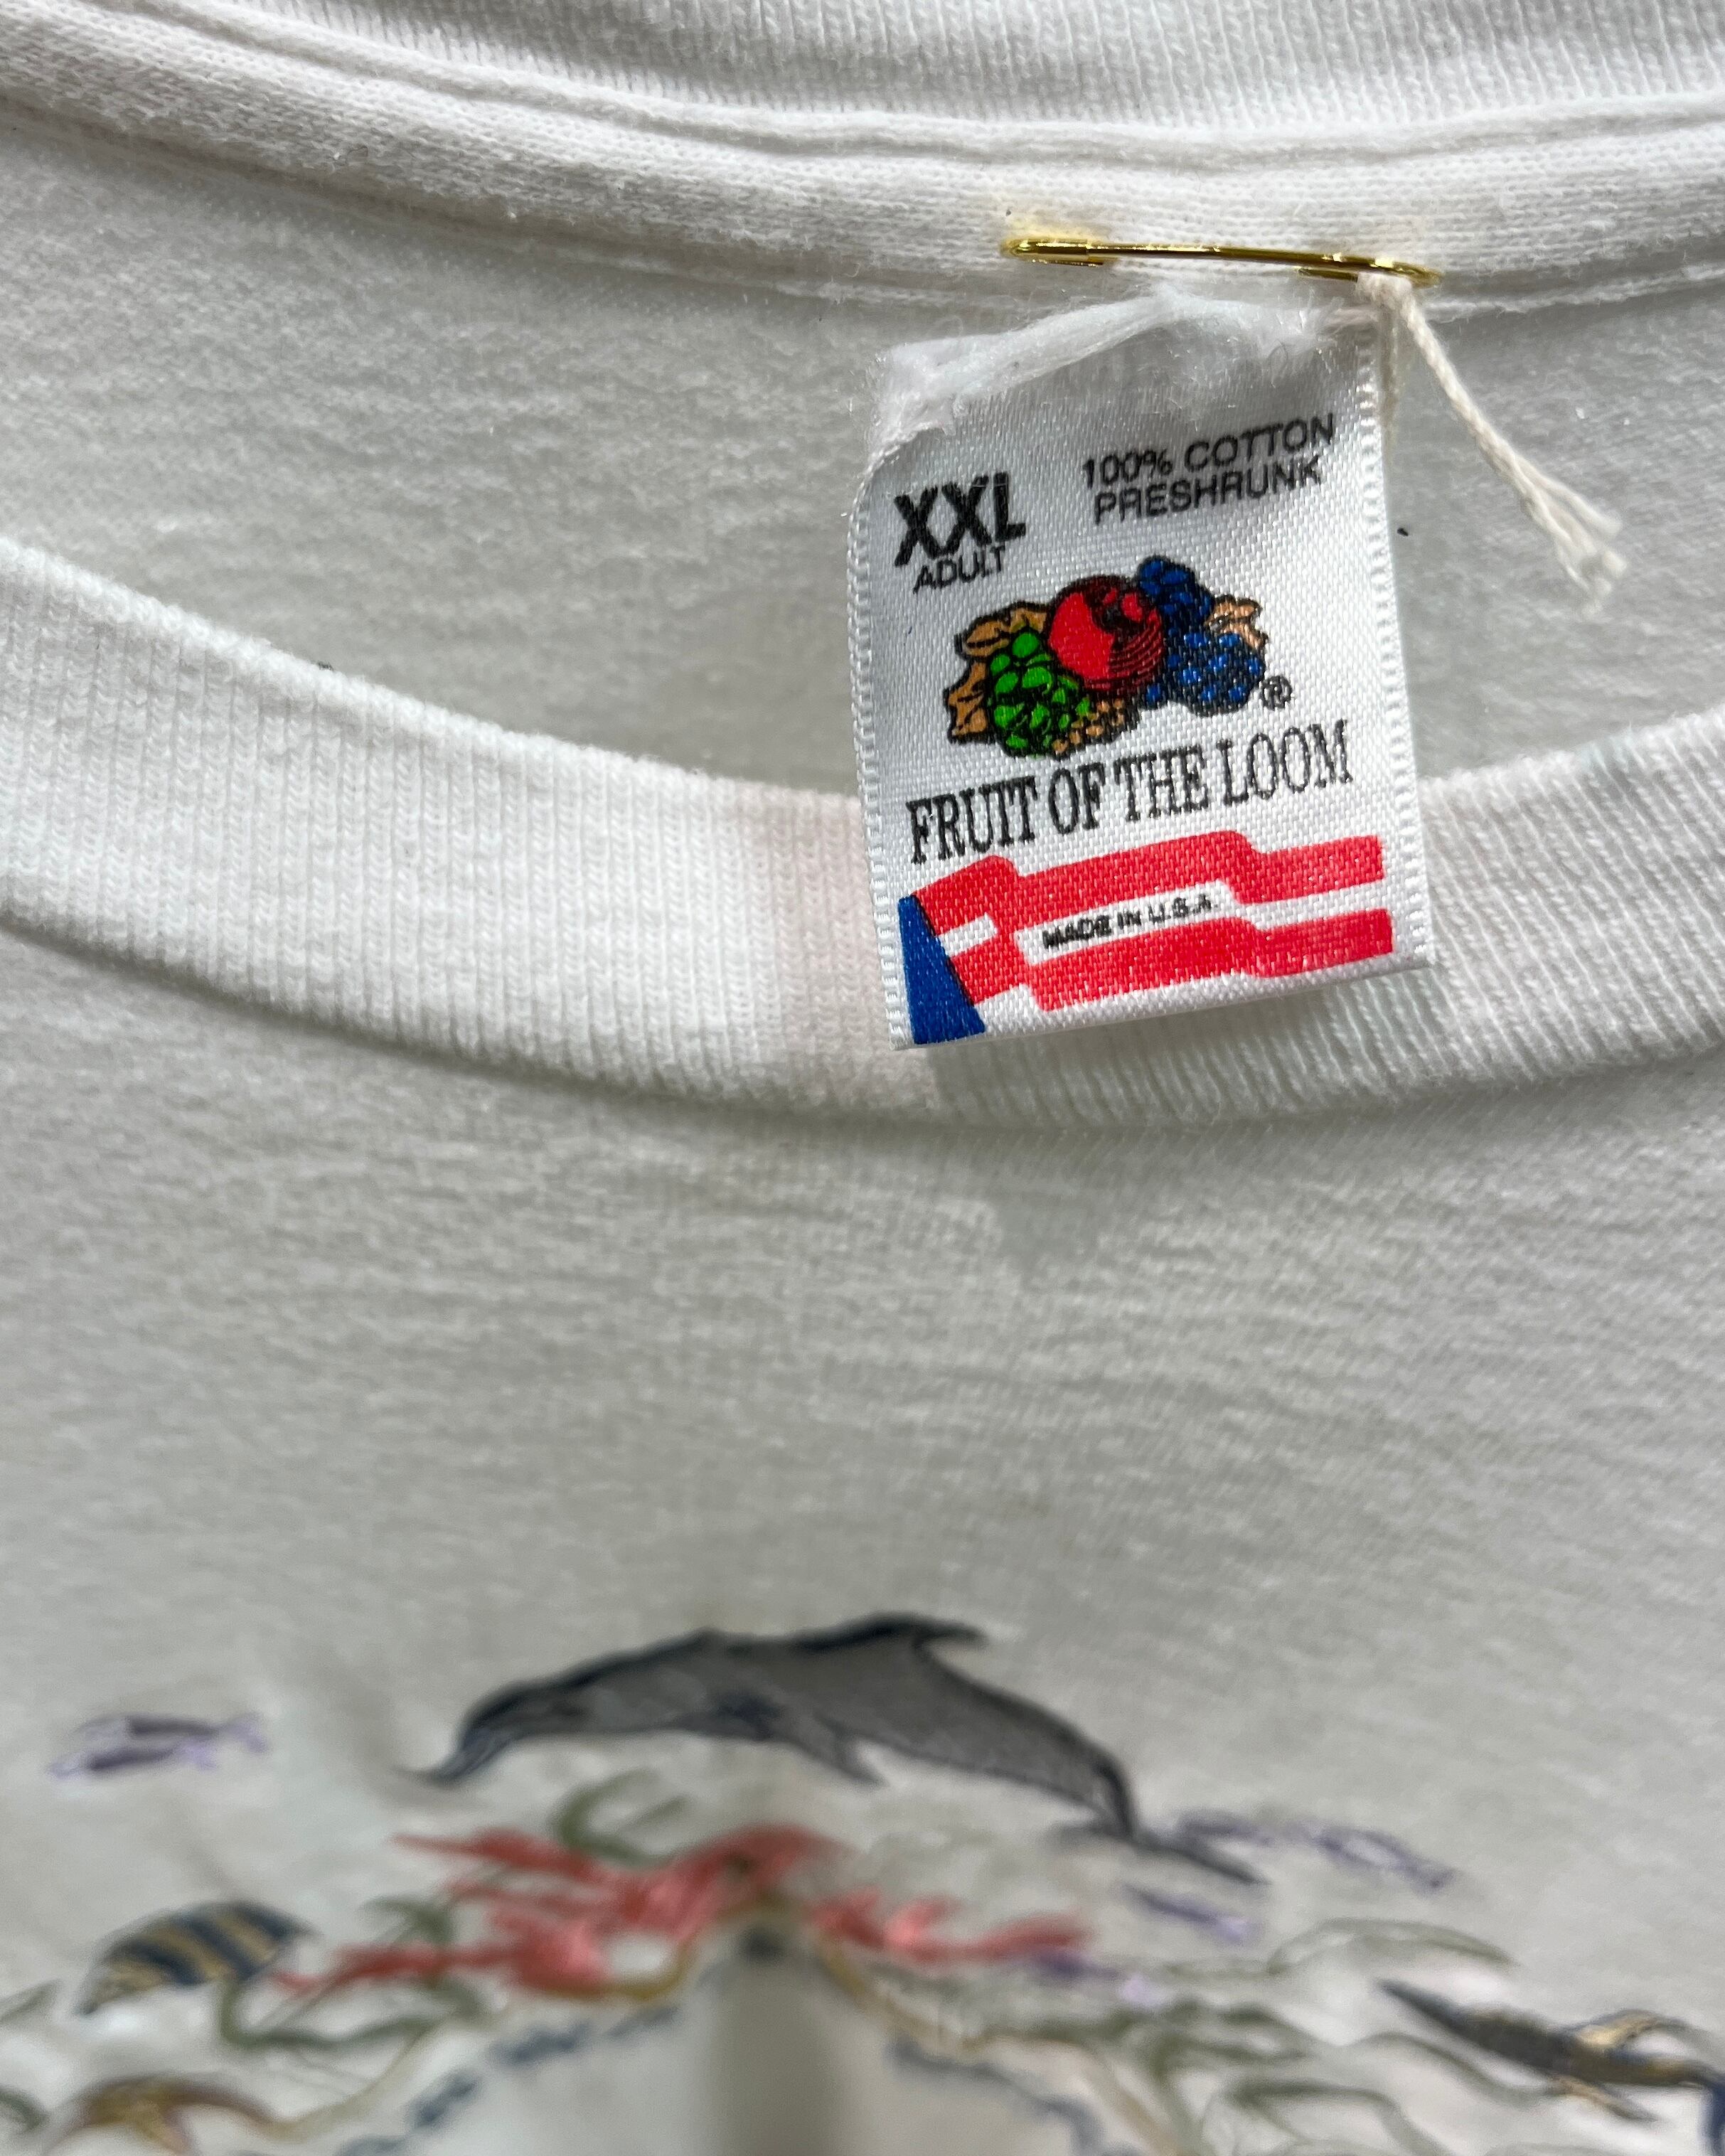 XXL
ADULT
100% COTTON
PRESHRUNK
®
FRUIT OF THE LOOM
MADE IN U.S.A.